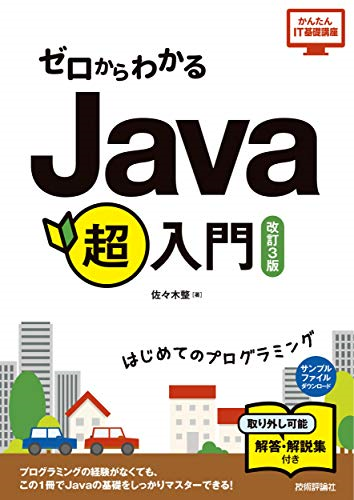 かんたん
IT基礎講座
ゼロからわかる
Java
超入門
改訂3版
佐々木整[著]
はじめてのプログラミング
サンプル
ファイル
ダウンロード
取り外し可能
解答・解説集
付き
プログラミングの経験がなくても、
この1冊でJavaの基礎をしっかりマスターできる!
技術評論社